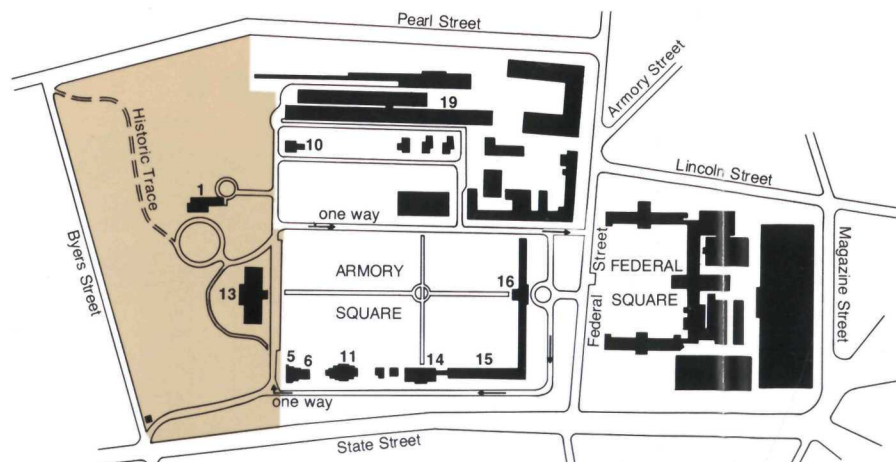 Pearl Street
Armory Street
19
Historic Trace
10
Lincoln Street
1
one way
Byers Street
ARMORY
SQUARE
Federal Street
FEDERAL
SQUARE
Magazine Street
13
16
5
6
11
14
15
one way
State Street